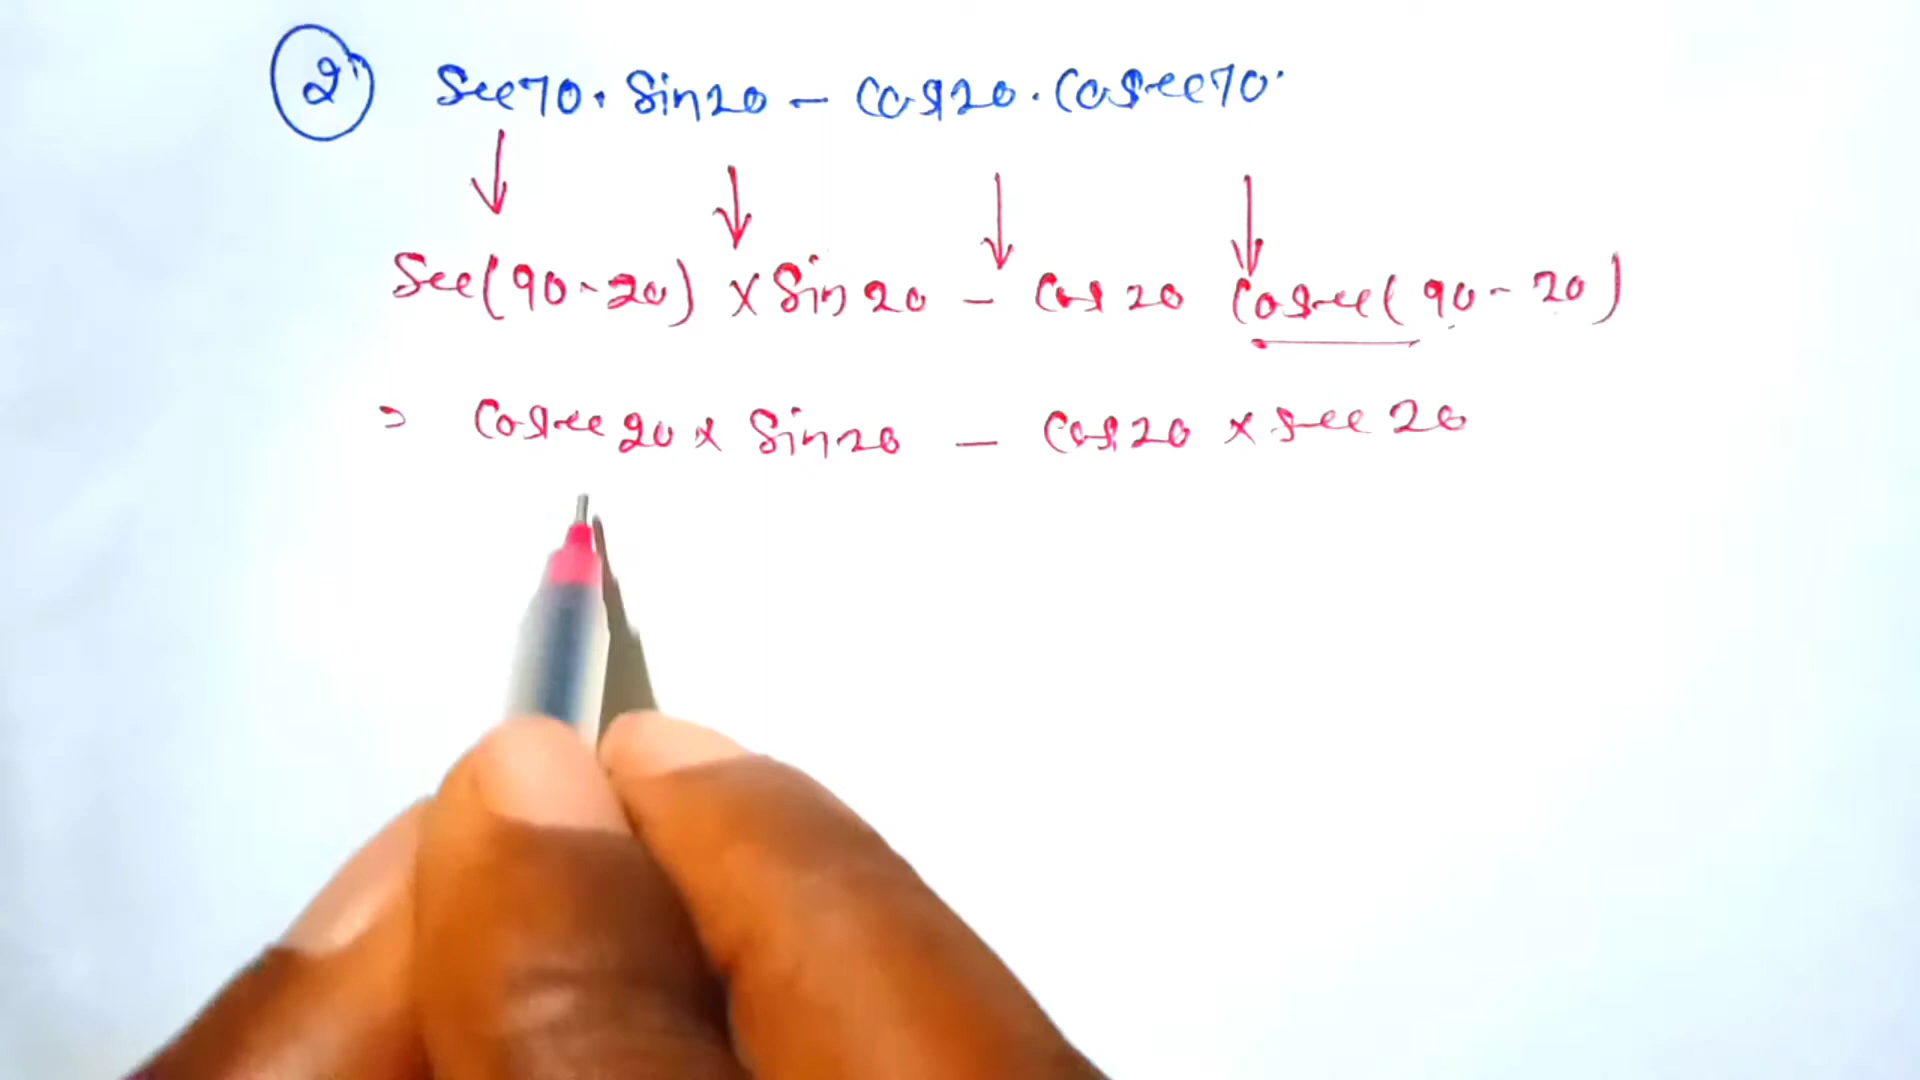 2) Sec70. Sin20 - Cos20. Cosec70.
Sec(90-20) × Sin20 - Cos20 Cosec(90-20)
= Cosec20 × Sin20 - Cos20 × Sec20